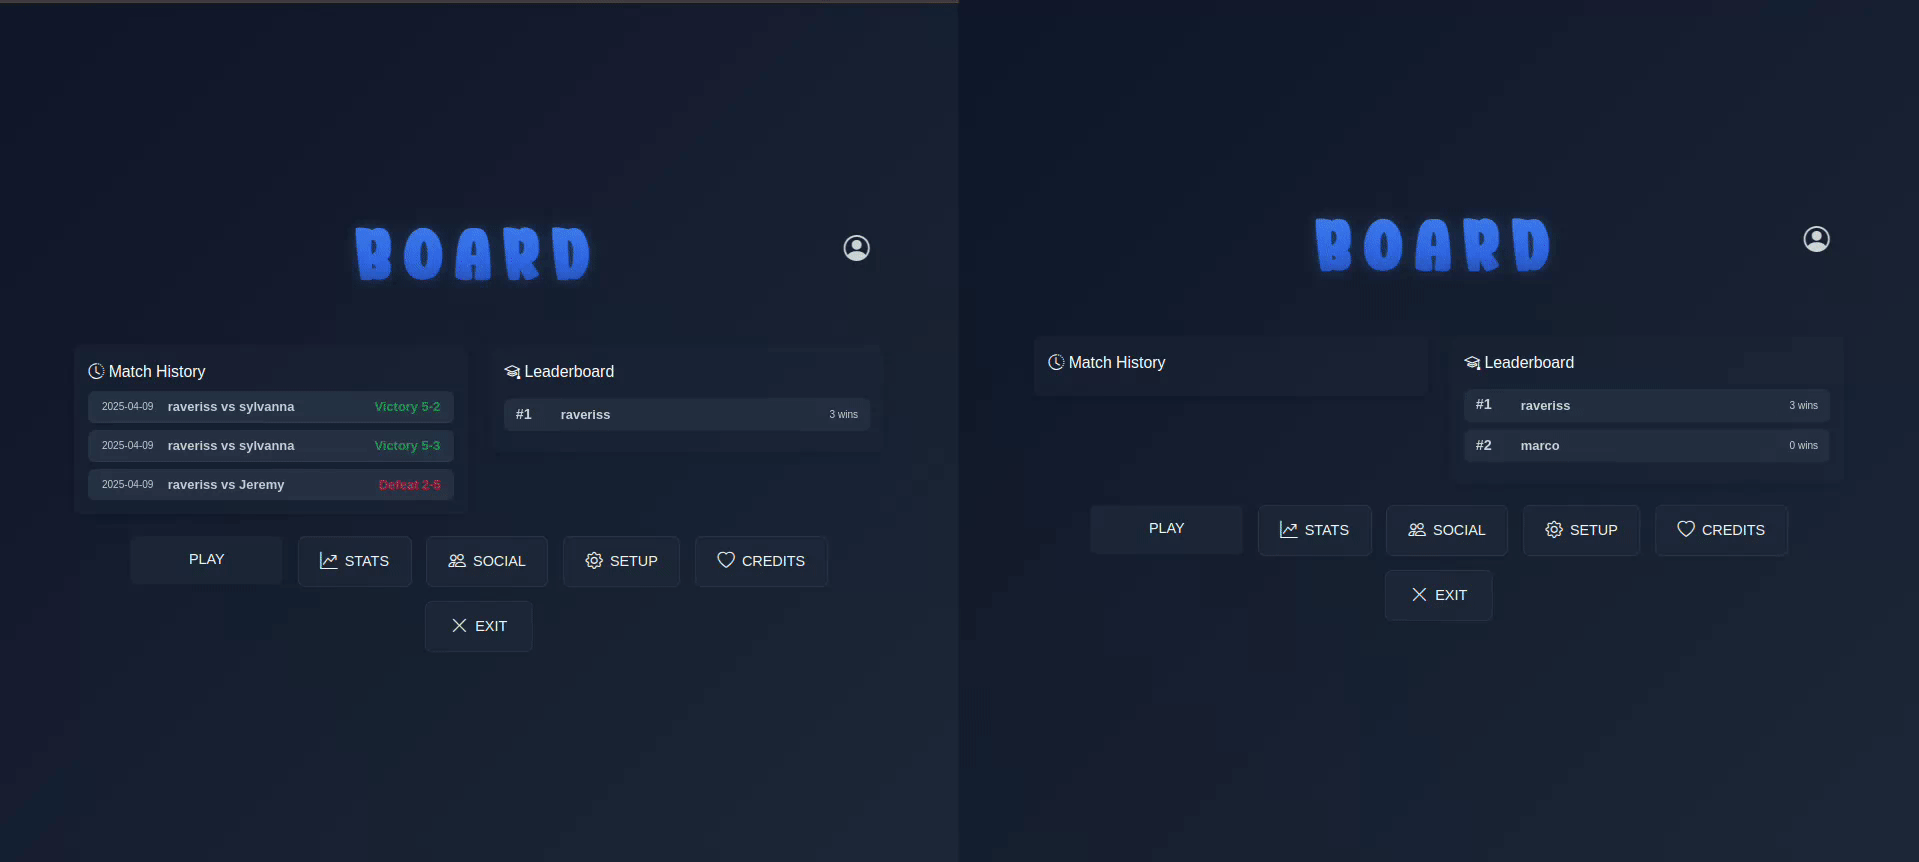 BOARD
Match History
2025-04-09 raveriss vs sylvanna Victory 5-2
2025-04-09 raveriss vs sylvanna Victory 5-3
2025-04-09 raveriss vs Jeremy Defeat 2-5
Leaderboard
#1 raveriss 3 wins
PLAY STATS SOCIAL SETUP CREDITS
EXIT
BOARD
Match History
Leaderboard
#1 raveriss 3 wins
#2 marco 0 wins
PLAY STATS SOCIAL SETUP CREDITS
EXIT